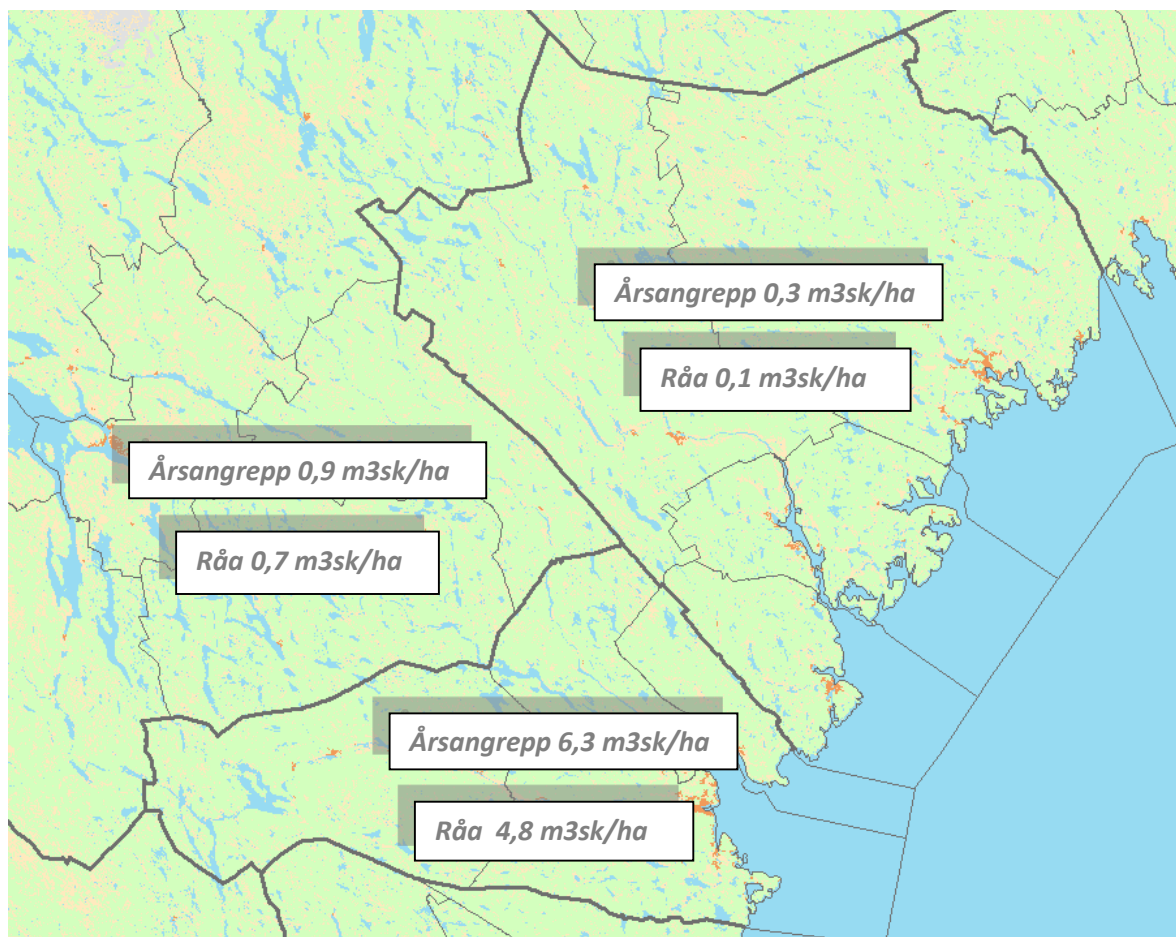 Årsangrepp 0,3 m3sk/ha
Råa 0,1 m3sk/ha
Årsangrepp 0,9 m3sk/ha
Råa 0,7 m3sk/ha
Årsangrepp 6,3 m3sk/ha
Råa 4,8 m3sk/ha